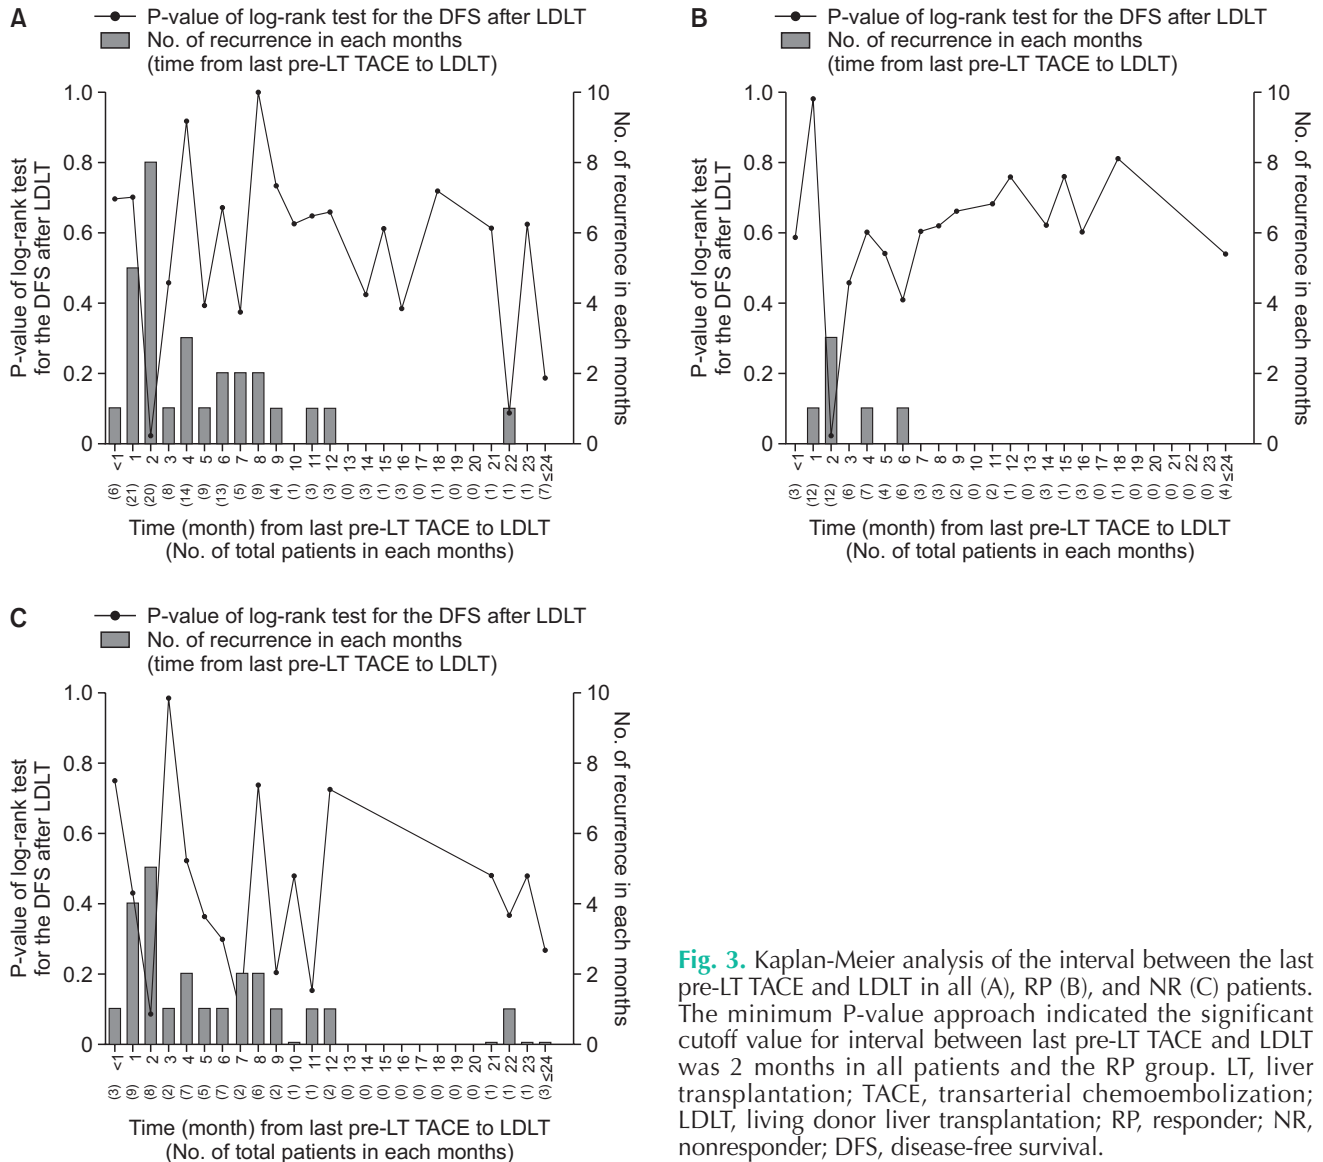 A
P-value of log-rank test for the DFS after LDLT
No. of recurrence in each months
(time from last pre-LT TACE to LDLT)
P-value of log-rank test
for the DFS after LDLT
1.0
0.8
0.6
0.4
0.2
0
10
8
6
4
2
0
No. of recurrence in each months
<1 1 2 3 4 5 6 7 8 9 10 11 12 13 14 15 16 17 18 19 20 21 22 23 ≤24
(6) (21) (20) (8) (14) (9) (13) (5) (9) (4) (1) (3) (3) (0) (3) (1) (3) (0) (1) (0) (0) (1) (1) (1) (7)
Time (month) from last pre-LT TACE to LDLT
(No. of total patients in each months)
B
P-value of log-rank test for the DFS after LDLT
No. of recurrence in each months
(time from last pre-LT TACE to LDLT)
P-value of log-rank test
for the DFS after LDLT
1.0
0.8
0.6
0.4
0.2
0
10
8
6
4
2
0
No. of recurrence in each months
<1 1 2 3 4 5 6 7 8 9 10 11 12 13 14 15 16 17 18 19 20 21 22 23 ≤24
(3) (12) (12) (6) (7) (4) (6) (3) (3) (2) (0) (2) (1) (0) (3) (1) (3) (0) (1) (0) (0) (0) (0) (0) (4)
Time (month) from last pre-LT TACE to LDLT
(No. of total patients in each months)
C
P-value of log-rank test for the DFS after LDLT
No. of recurrence in each months
(time from last pre-LT TACE to LDLT)
P-value of log-rank test
for the DFS after LDLT
1.0
0.8
0.6
0.4
0.2
0
10
8
6
4
2
0
No. of recurrence in each months
<1 1 2 3 4 5 6 7 8 9 10 11 12 13 14 15 16 17 18 19 20 21 22 23 ≤24
(3) (9) (8) (2) (7) (5) (7) (2) (6) (2) (1) (1) (2) (0) (0) (0) (0) (0) (0) (0) (0) (1) (1) (1) (3)
Time (month) from last pre-LT TACE to LDLT
(No. of total patients in each months)
Fig. 3. Kaplan-Meier analysis of the interval between the last
pre-LT TACE and LDLT in all (A), RP (B), and NR (C) patients.
The minimum P-value approach indicated the significant
cutoff value for interval between last pre-LT TACE and LDLT
was 2 months in all patients and the RP group. LT, liver
transplantation; TACE, transarterial chemoembolization;
LDLT, living donor liver transplantation; RP, responder; NR,
nonresponder; DFS, disease-free survival.